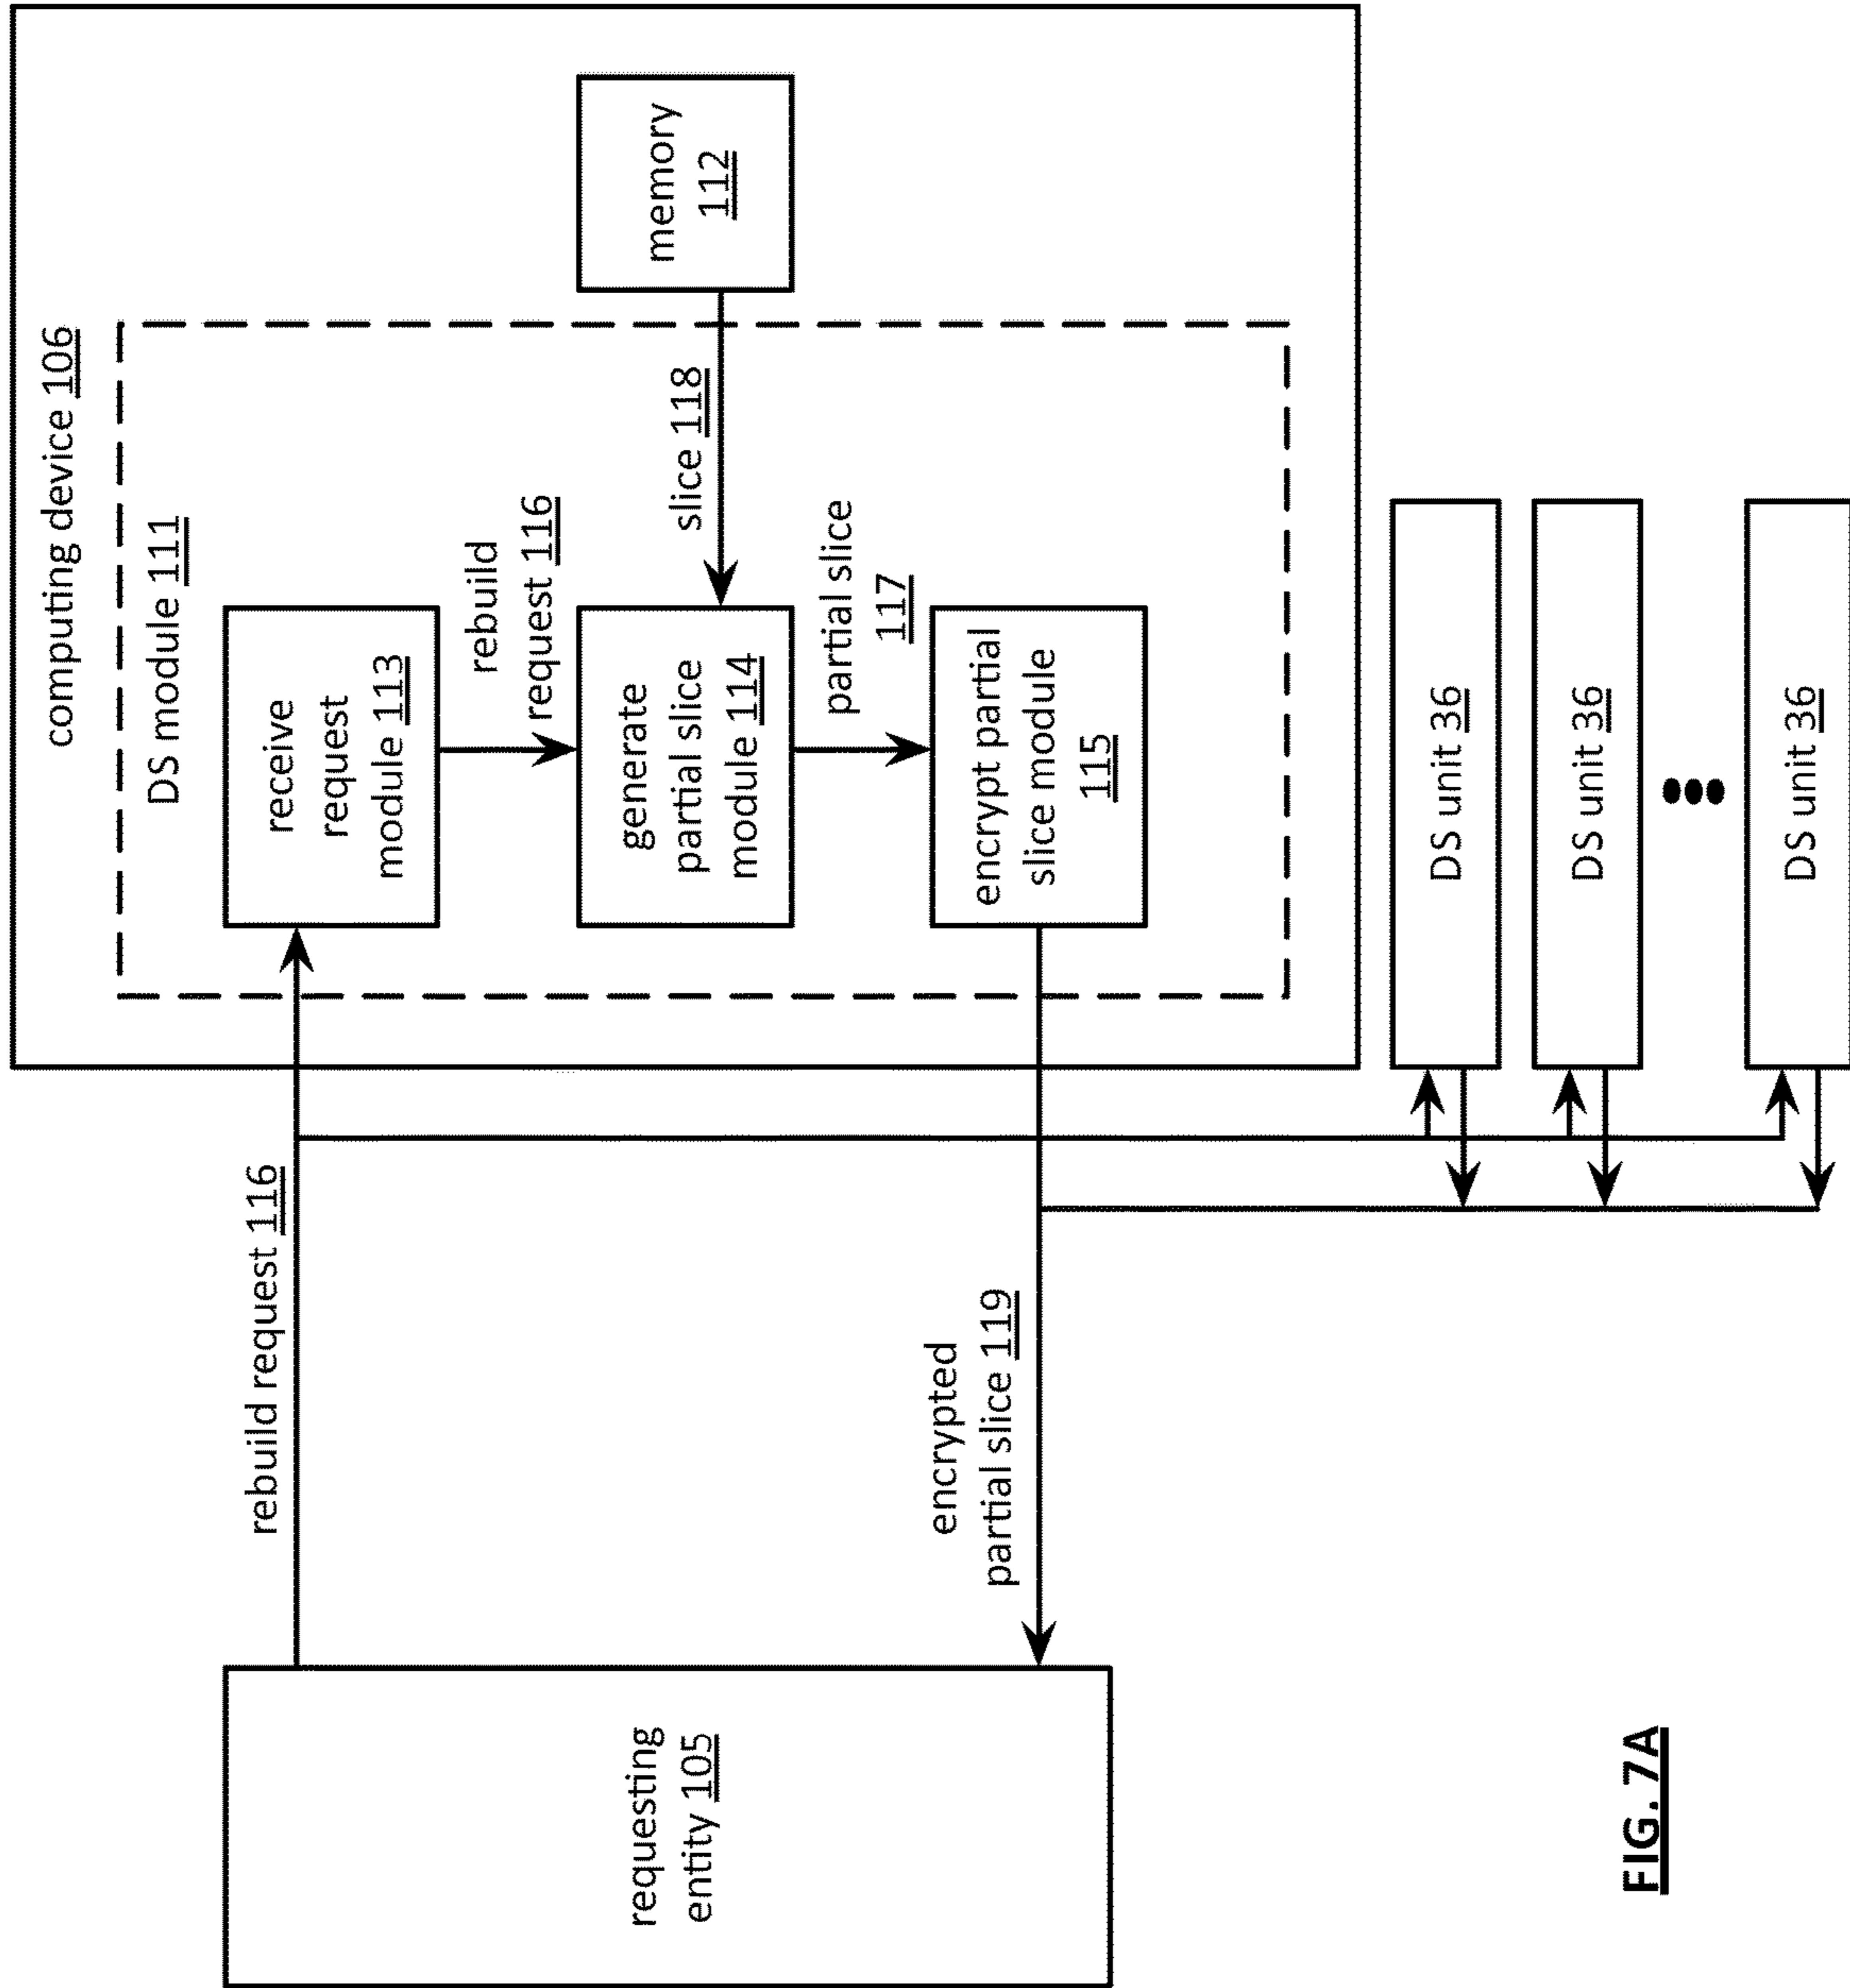 computing device 106
DS module 111
receive
request
module 113
rebuild
request 116
generate
partial slice
module 114
slice 118
memory
112
partial slice
117
encrypt partial
slice module
115
rebuild request 116
encrypted
partial slice 119
requesting
entity 105
DS unit 36
DS unit 36
DS unit 36
FIG. 7A